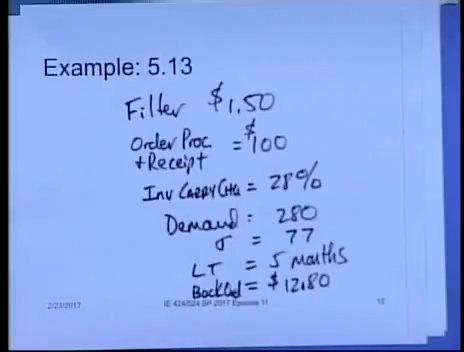 Example: 5.13
Filter $1.50
Order Proc = $100
+ Receipt
Inv CARRY CHG = 28%
Demand : 280
σ = 77
LT = 5 months
Backord = $12.80
2/23/2017 IE 424/524 SP 2017 Episode 11 12